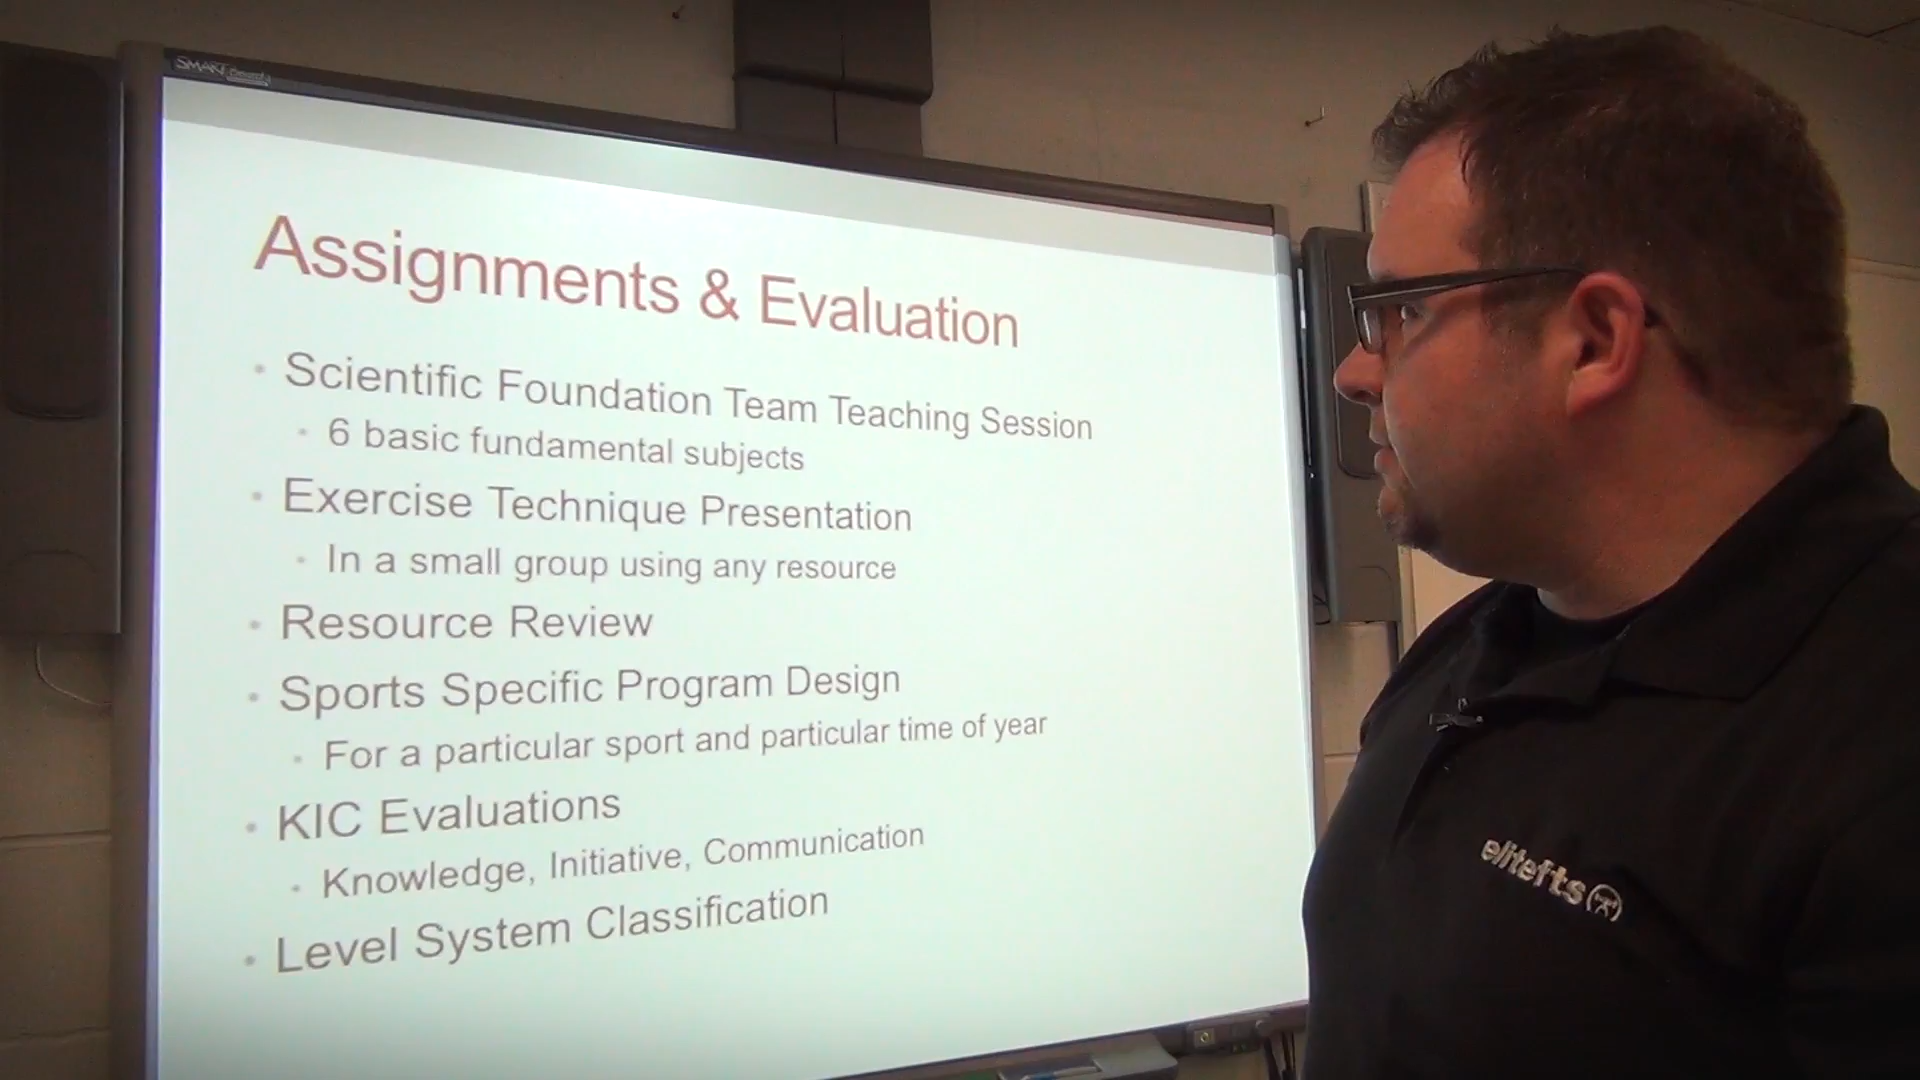 SMART Board
Assignments & Evaluation
• Scientific Foundation Team Teaching Session
• 6 basic fundamental subjects
• Exercise Technique Presentation
• In a small group using any resource
• Resource Review
• Sports Specific Program Design
• For a particular sport and particular time of year
• KIC Evaluations
• Knowledge, Initiative, Communication
• Level System Classification
elitefts